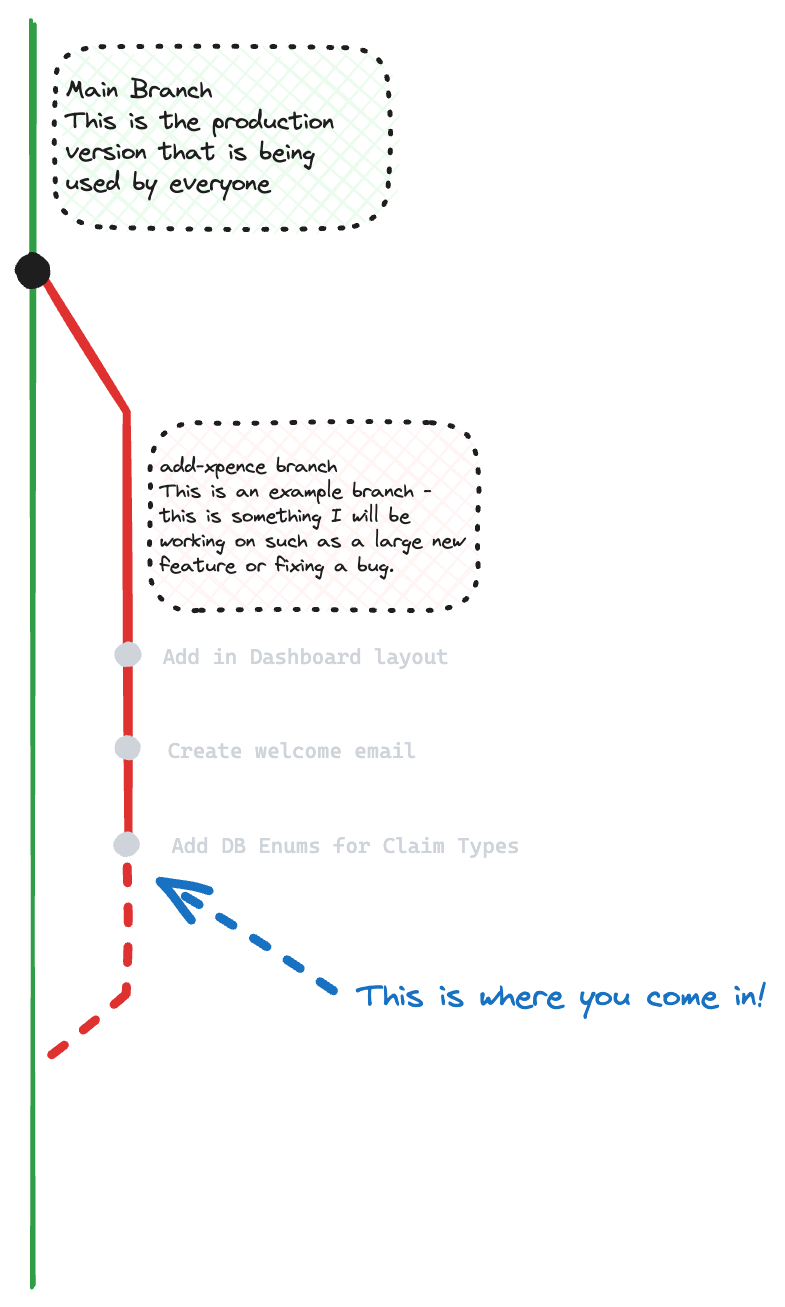 Main Branch
This is the production
version that is being
used by everyone
add-xpence branch
This is an example branch -
this is something I will be
working on such as a large new
feature or fixing a bug.
Add in Dashboard layout
Create welcome email
Add DB Enums for Claim Types
This is where you come in!